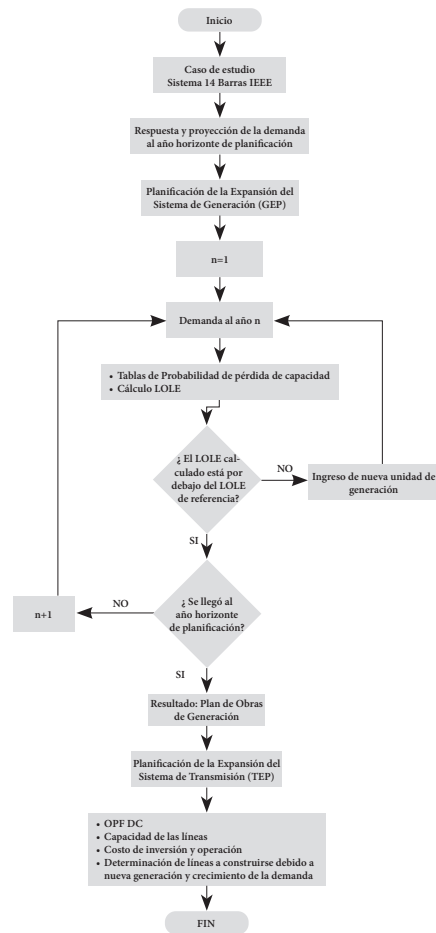 Inicio
Caso de estudio
Sistema 14 Barras IEEE
Respuesta y proyección de la demanda
al año horizonte de planificación
Planificación de la Expansión del
Sistema de Generación (GEP)
n=1
Demanda al año n
• Tablas de Probabilidad de pérdida de capacidad
• Cálculo LOLE
¿ El LOLE cal-
culado está por
debajo del LOLE
de referencia?
NO
Ingreso de nueva unidad de
generación
SI
¿ Se llegó al
año horizonte
de planificación?
NO
n+1
SI
Resultado: Plan de Obras
de Generación
Planificación de la Expansión del
Sistema de Transmisión (TEP)
• OPF DC
• Capacidad de las líneas
• Costo de inversión y operación
• Determinación de líneas a construirse debido a
nueva generación y crecimiento de la demanda
FIN